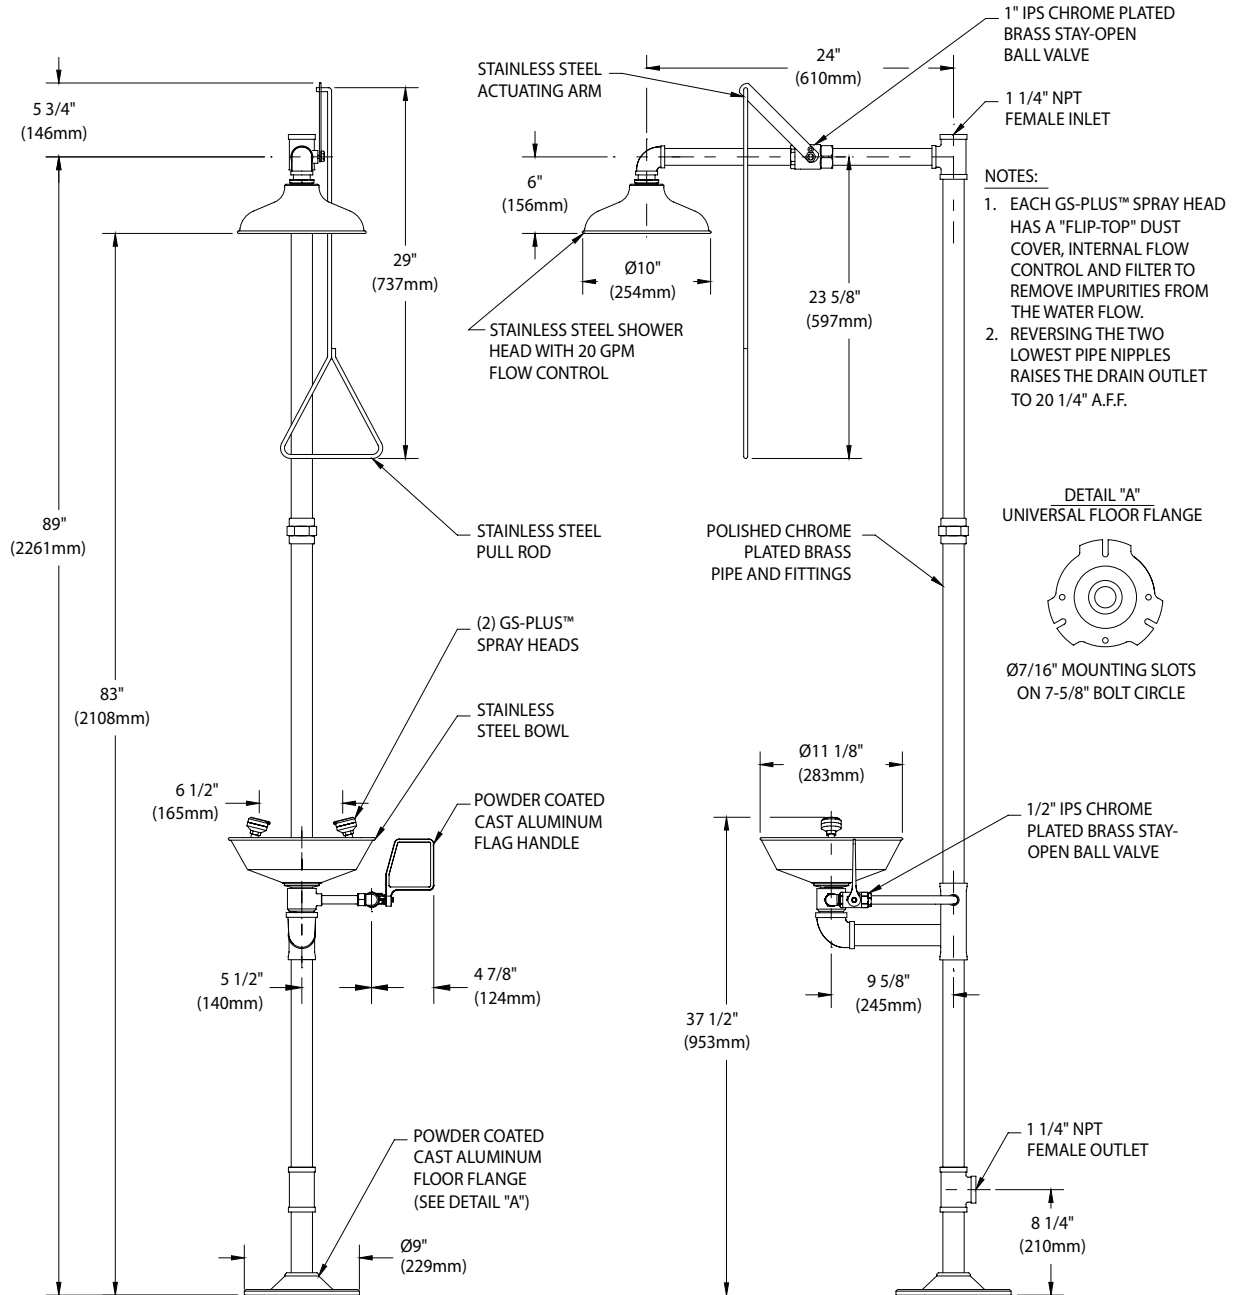 1" IPS CHROME PLATED
BRASS STAY-OPEN
BALL VALVE
24"
(610mm)
STAINLESS STEEL
ACTUATING ARM
5 3/4"
(146mm)
1 1/4" NPT
FEMALE INLET
6"
(156mm)
NOTES:
1. EACH GS-PLUS™ SPRAY HEAD
HAS A "FLIP-TOP" DUST
COVER, INTERNAL FLOW
CONTROL AND FILTER TO
REMOVE IMPURITIES FROM
THE WATER FLOW.
2. REVERSING THE TWO
LOWEST PIPE NIPPLES
RAISES THE DRAIN OUTLET
TO 20 1/4" A.F.F.
29"
(737mm)
Ø10"
(254mm)
23 5/8"
(597mm)
STAINLESS STEEL SHOWER
HEAD WITH 20 GPM
FLOW CONTROL
DETAIL "A"
UNIVERSAL FLOOR FLANGE
89"
(2261mm)
STAINLESS STEEL
PULL ROD
POLISHED CHROME
PLATED BRASS
PIPE AND FITTINGS
(2) GS-PLUS™
SPRAY HEADS
Ø7/16" MOUNTING SLOTS
ON 7-5/8" BOLT CIRCLE
83"
(2108mm)
STAINLESS
STEEL BOWL
Ø11 1/8"
(283mm)
6 1/2"
(165mm)
POWDER COATED
CAST ALUMINUM
FLAG HANDLE
1/2" IPS CHROME
PLATED BRASS STAY-
OPEN BALL VALVE
5 1/2"
(140mm)
4 7/8"
(124mm)
9 5/8"
(245mm)
37 1/2"
(953mm)
POWDER COATED
CAST ALUMINUM
FLOOR FLANGE
(SEE DETAIL "A")
1 1/4" NPT
FEMALE OUTLET
8 1/4"
(210mm)
Ø9"
(229mm)